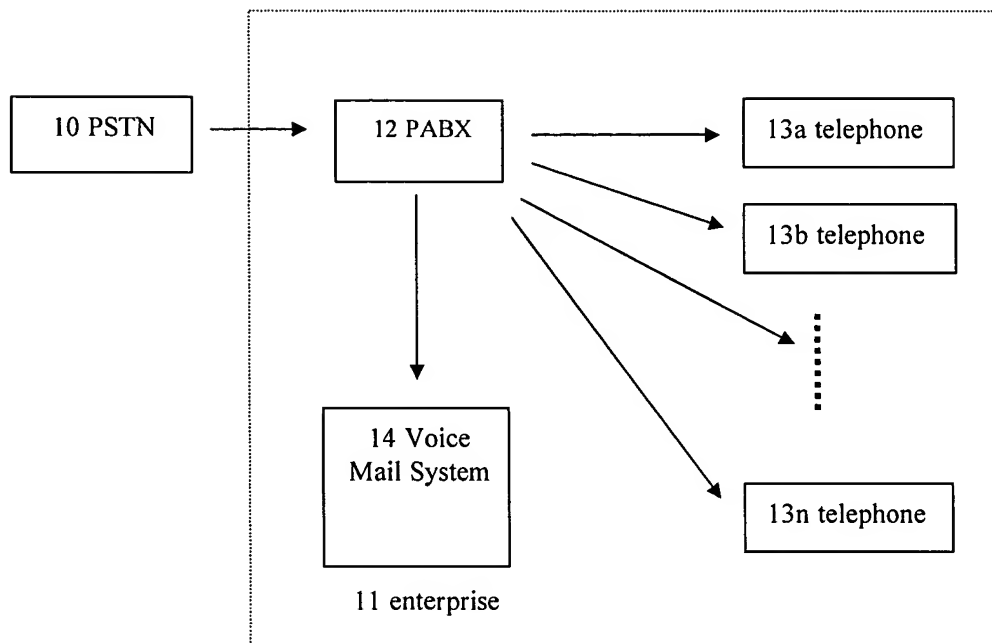 10 PSTN
12 PABX
13a telephone
13b telephone
14 Voice
Mail System
13n telephone
11 enterprise